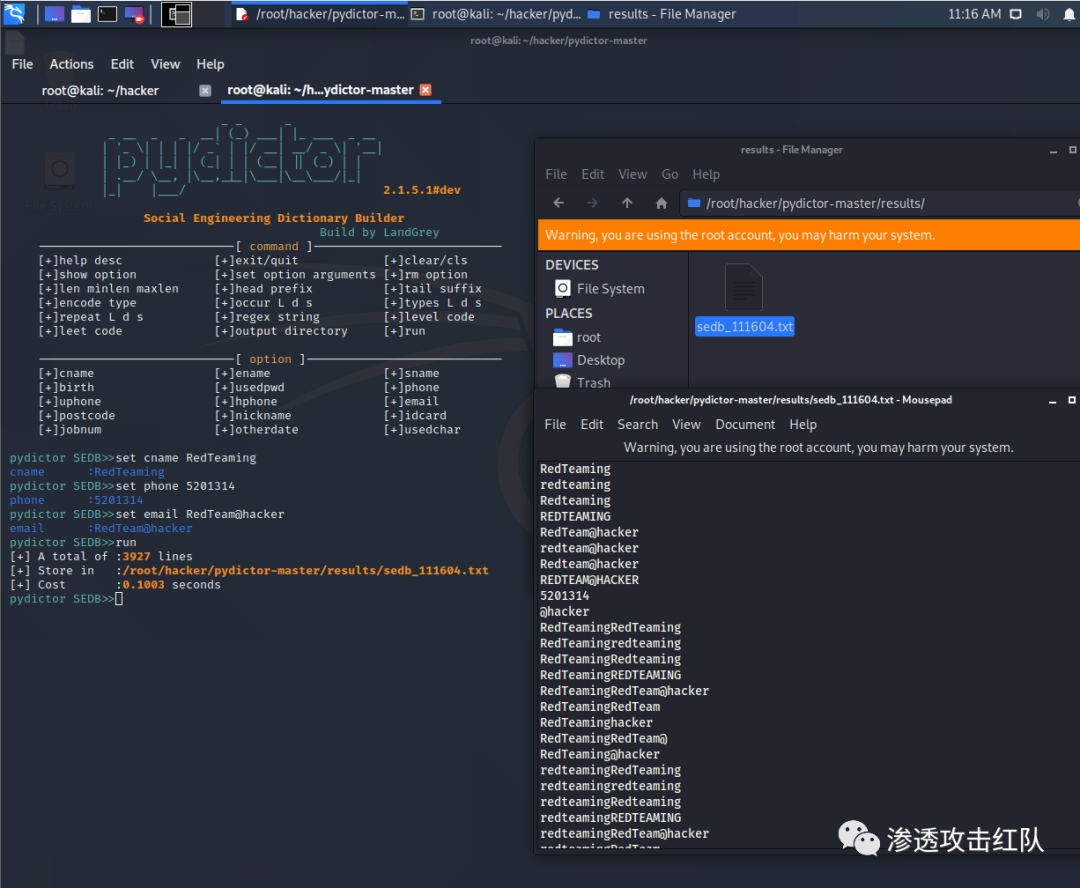 /root/hacker/pydictor-m... root@kali: ~/hacker/pyd... results - File Manager 11:16 AM
root@kali: ~/hacker/pydictor-master
File Actions Edit View Help
root@kali: ~/hacker root@kali: ~/h...ydictor-master
pydictor
2.1.5.1#dev
Social Engineering Dictionary Builder
Build by LandGrey
[ command ]
[+]help desc [+]exit/quit [+]clear/cls
[+]show option [+]set option arguments [+]rm option
[+]len minlen maxlen [+]head prefix [+]tail suffix
[+]encode type [+]occur L d s [+]types L d s
[+]repeat L d s [+]regex string [+]level code
[+]leet code [+]output directory [+]run
[ option ]
[+]cname [+]ename [+]sname
[+]birth [+]usedpwd [+]phone
[+]uphone [+]hphone [+]email
[+]postcode [+]nickname [+]idcard
[+]jobnum [+]otherdate [+]usedchar
pydictor SEDB>>set cname RedTeaming
cname :RedTeaming
pydictor SEDB>>set phone 5201314
phone :5201314
pydictor SEDB>>set email RedTeam@hacker
email :RedTeam@hacker
pydictor SEDB>>run
[+] A total of :3927 lines
[+] Store in :/root/hacker/pydictor-master/results/sedb_111604.txt
[+] Cost :0.1003 seconds
pydictor SEDB>>
results - File Manager
File Edit View Go Help
/root/hacker/pydictor-master/results/
Warning, you are using the root account, you may harm your system.
DEVICES
File System
PLACES
root
Desktop
Trash
sedb_111604.txt
/root/hacker/pydictor-master/results/sedb_111604.txt - Mousepad
File Edit Search View Document Help
Warning, you are using the root account, you may harm your system.
RedTeaming
redteaming
Redteaming
REDTEAMING
RedTeam@hacker
redteam@hacker
Redteam@hacker
REDTEAM@HACKER
5201314
@hacker
RedTeamingRedTeaming
RedTeamingredteaming
RedTeamingRedteaming
RedTeamingREDTEAMING
RedTeamingRedTeam@hacker
RedTeamingRedTeam
RedTeaminghacker
RedTeamingRedTeam@
RedTeaming@hacker
redteamingRedTeaming
redteamingredteaming
redteamingRedteaming
redteamingREDTEAMING
redteamingRedTeam@hacker
redteamingRedTeam
渗透攻击红队